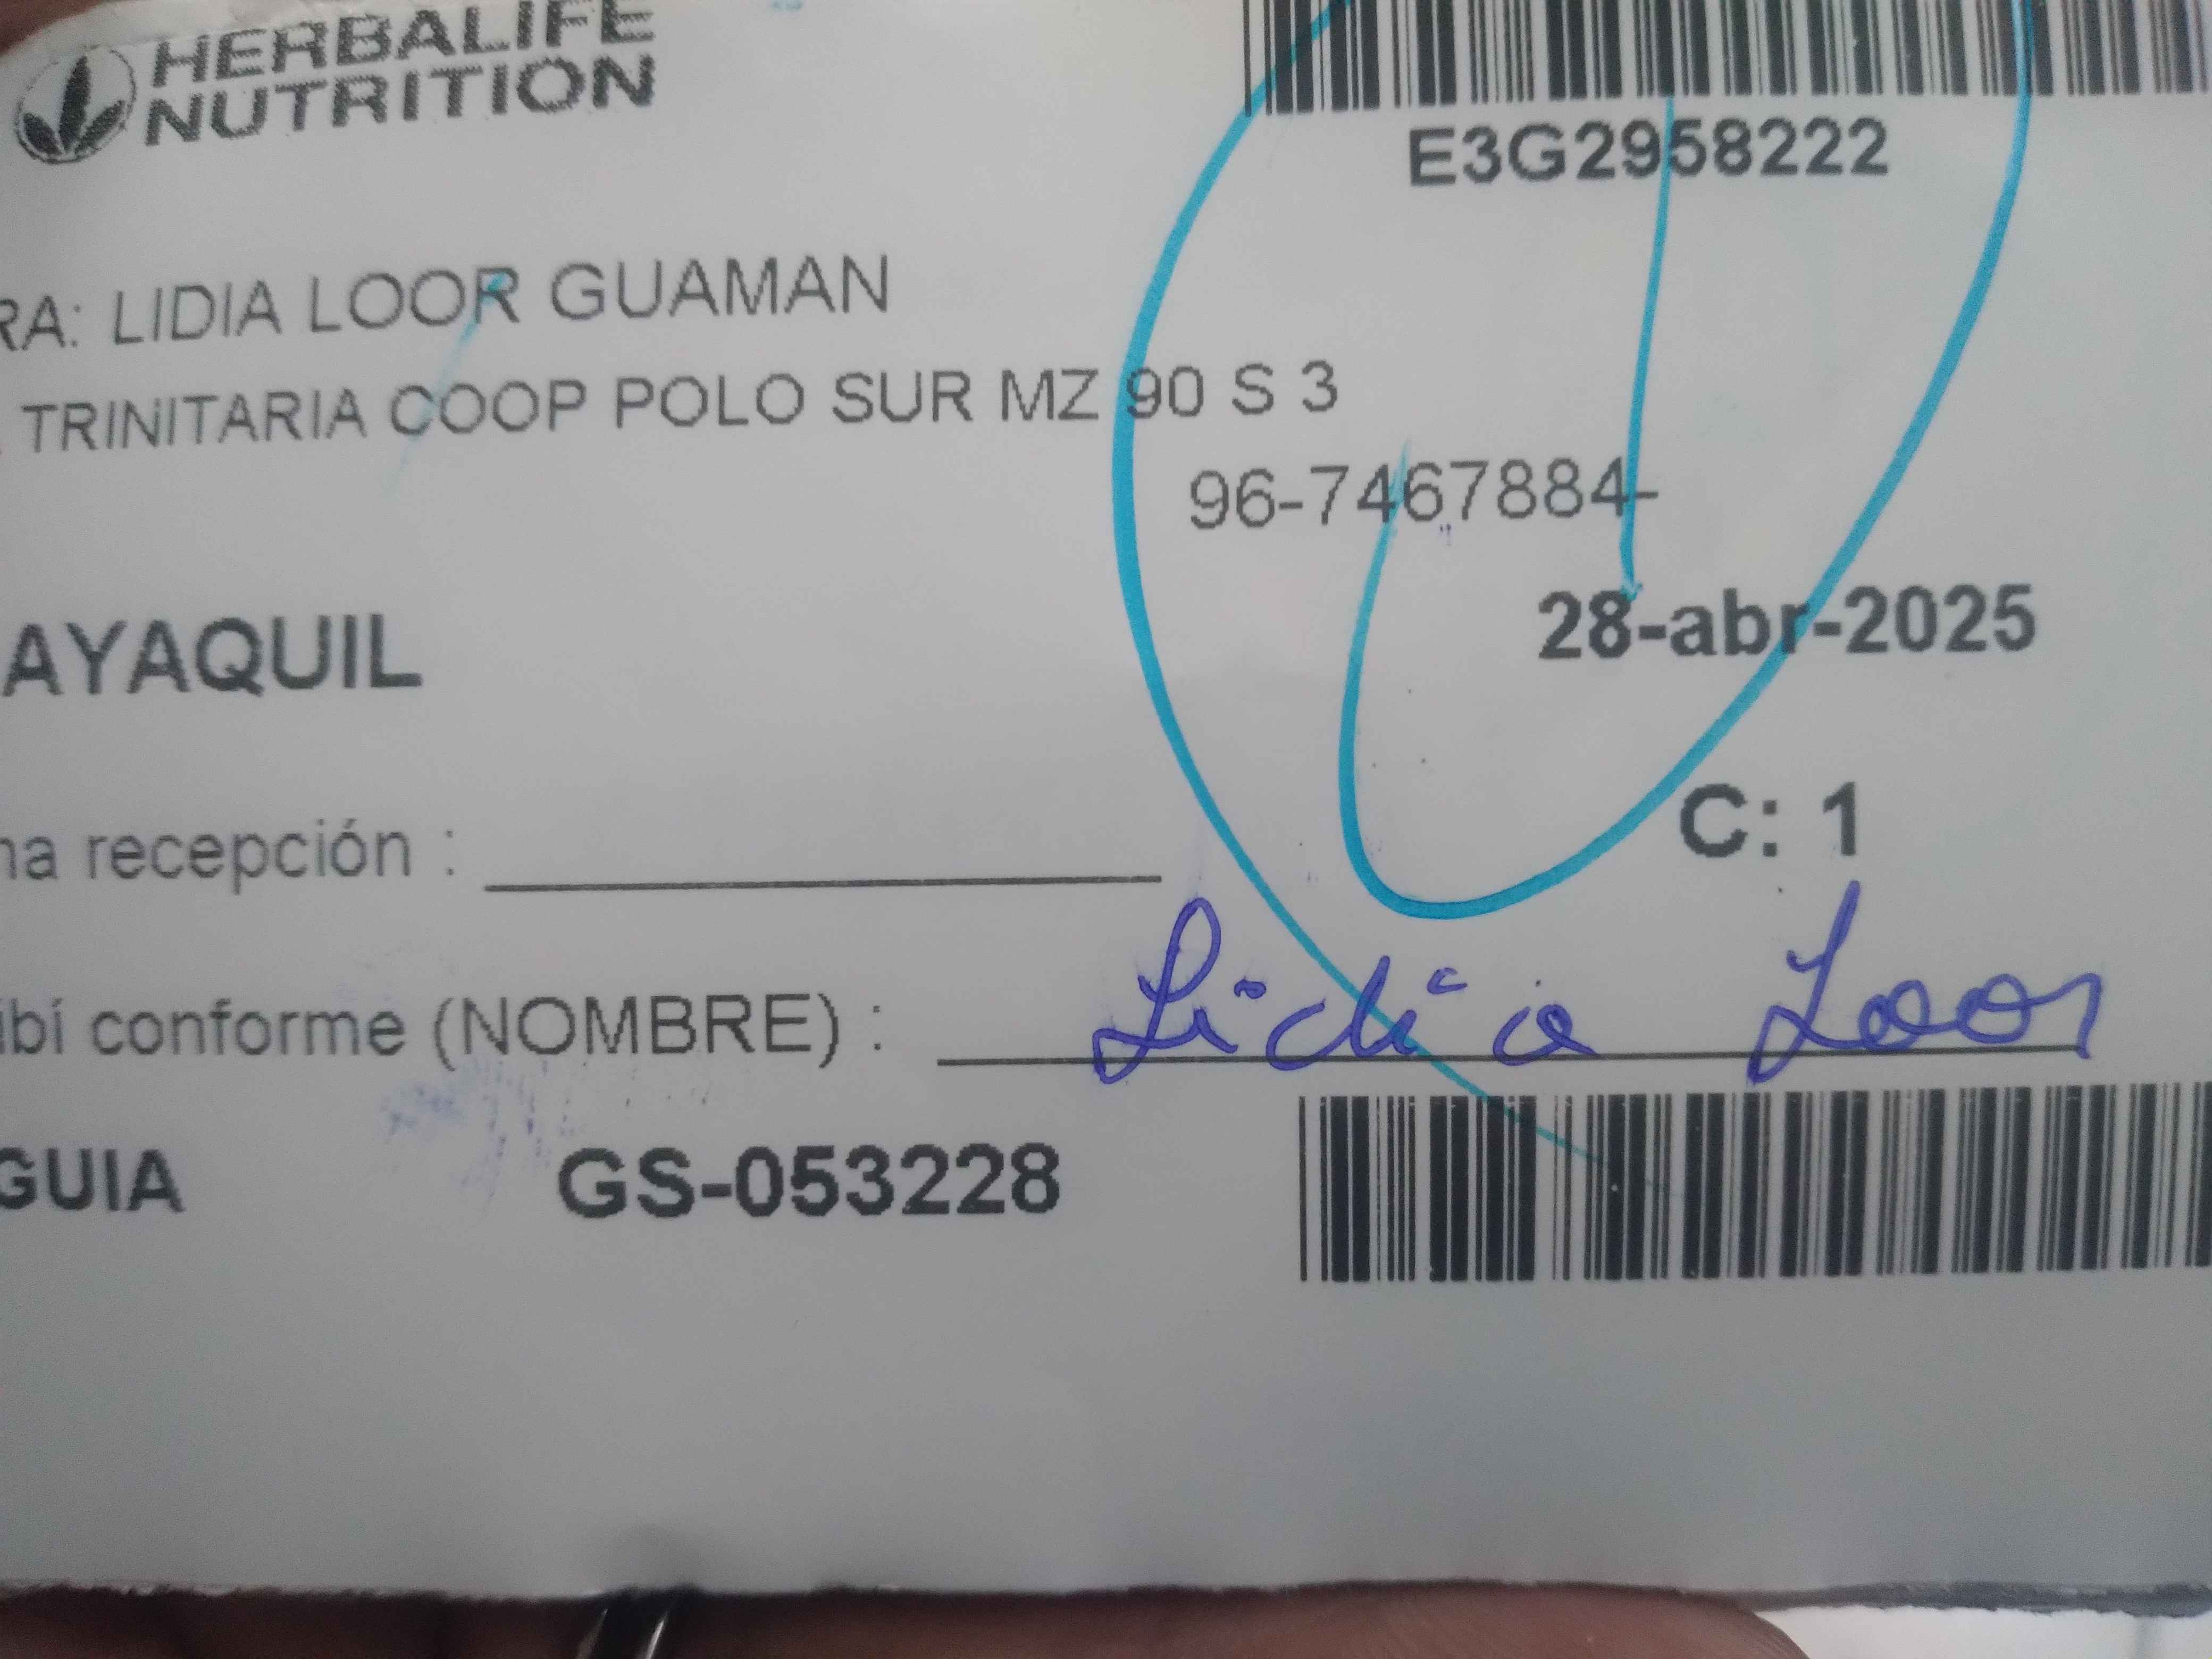 HERBALIFE
NUTRITION
E3G2958222
RA: LIDIA LOOR GUAMAN
TRINITARIA COOP POLO SUR MZ 90 S 3
96-7467884-
AYAQUIL
28-abr-2025
C: 1
ha recepción :
ibí conforme (NOMBRE) : Lidia Loor
GUIA GS-053228